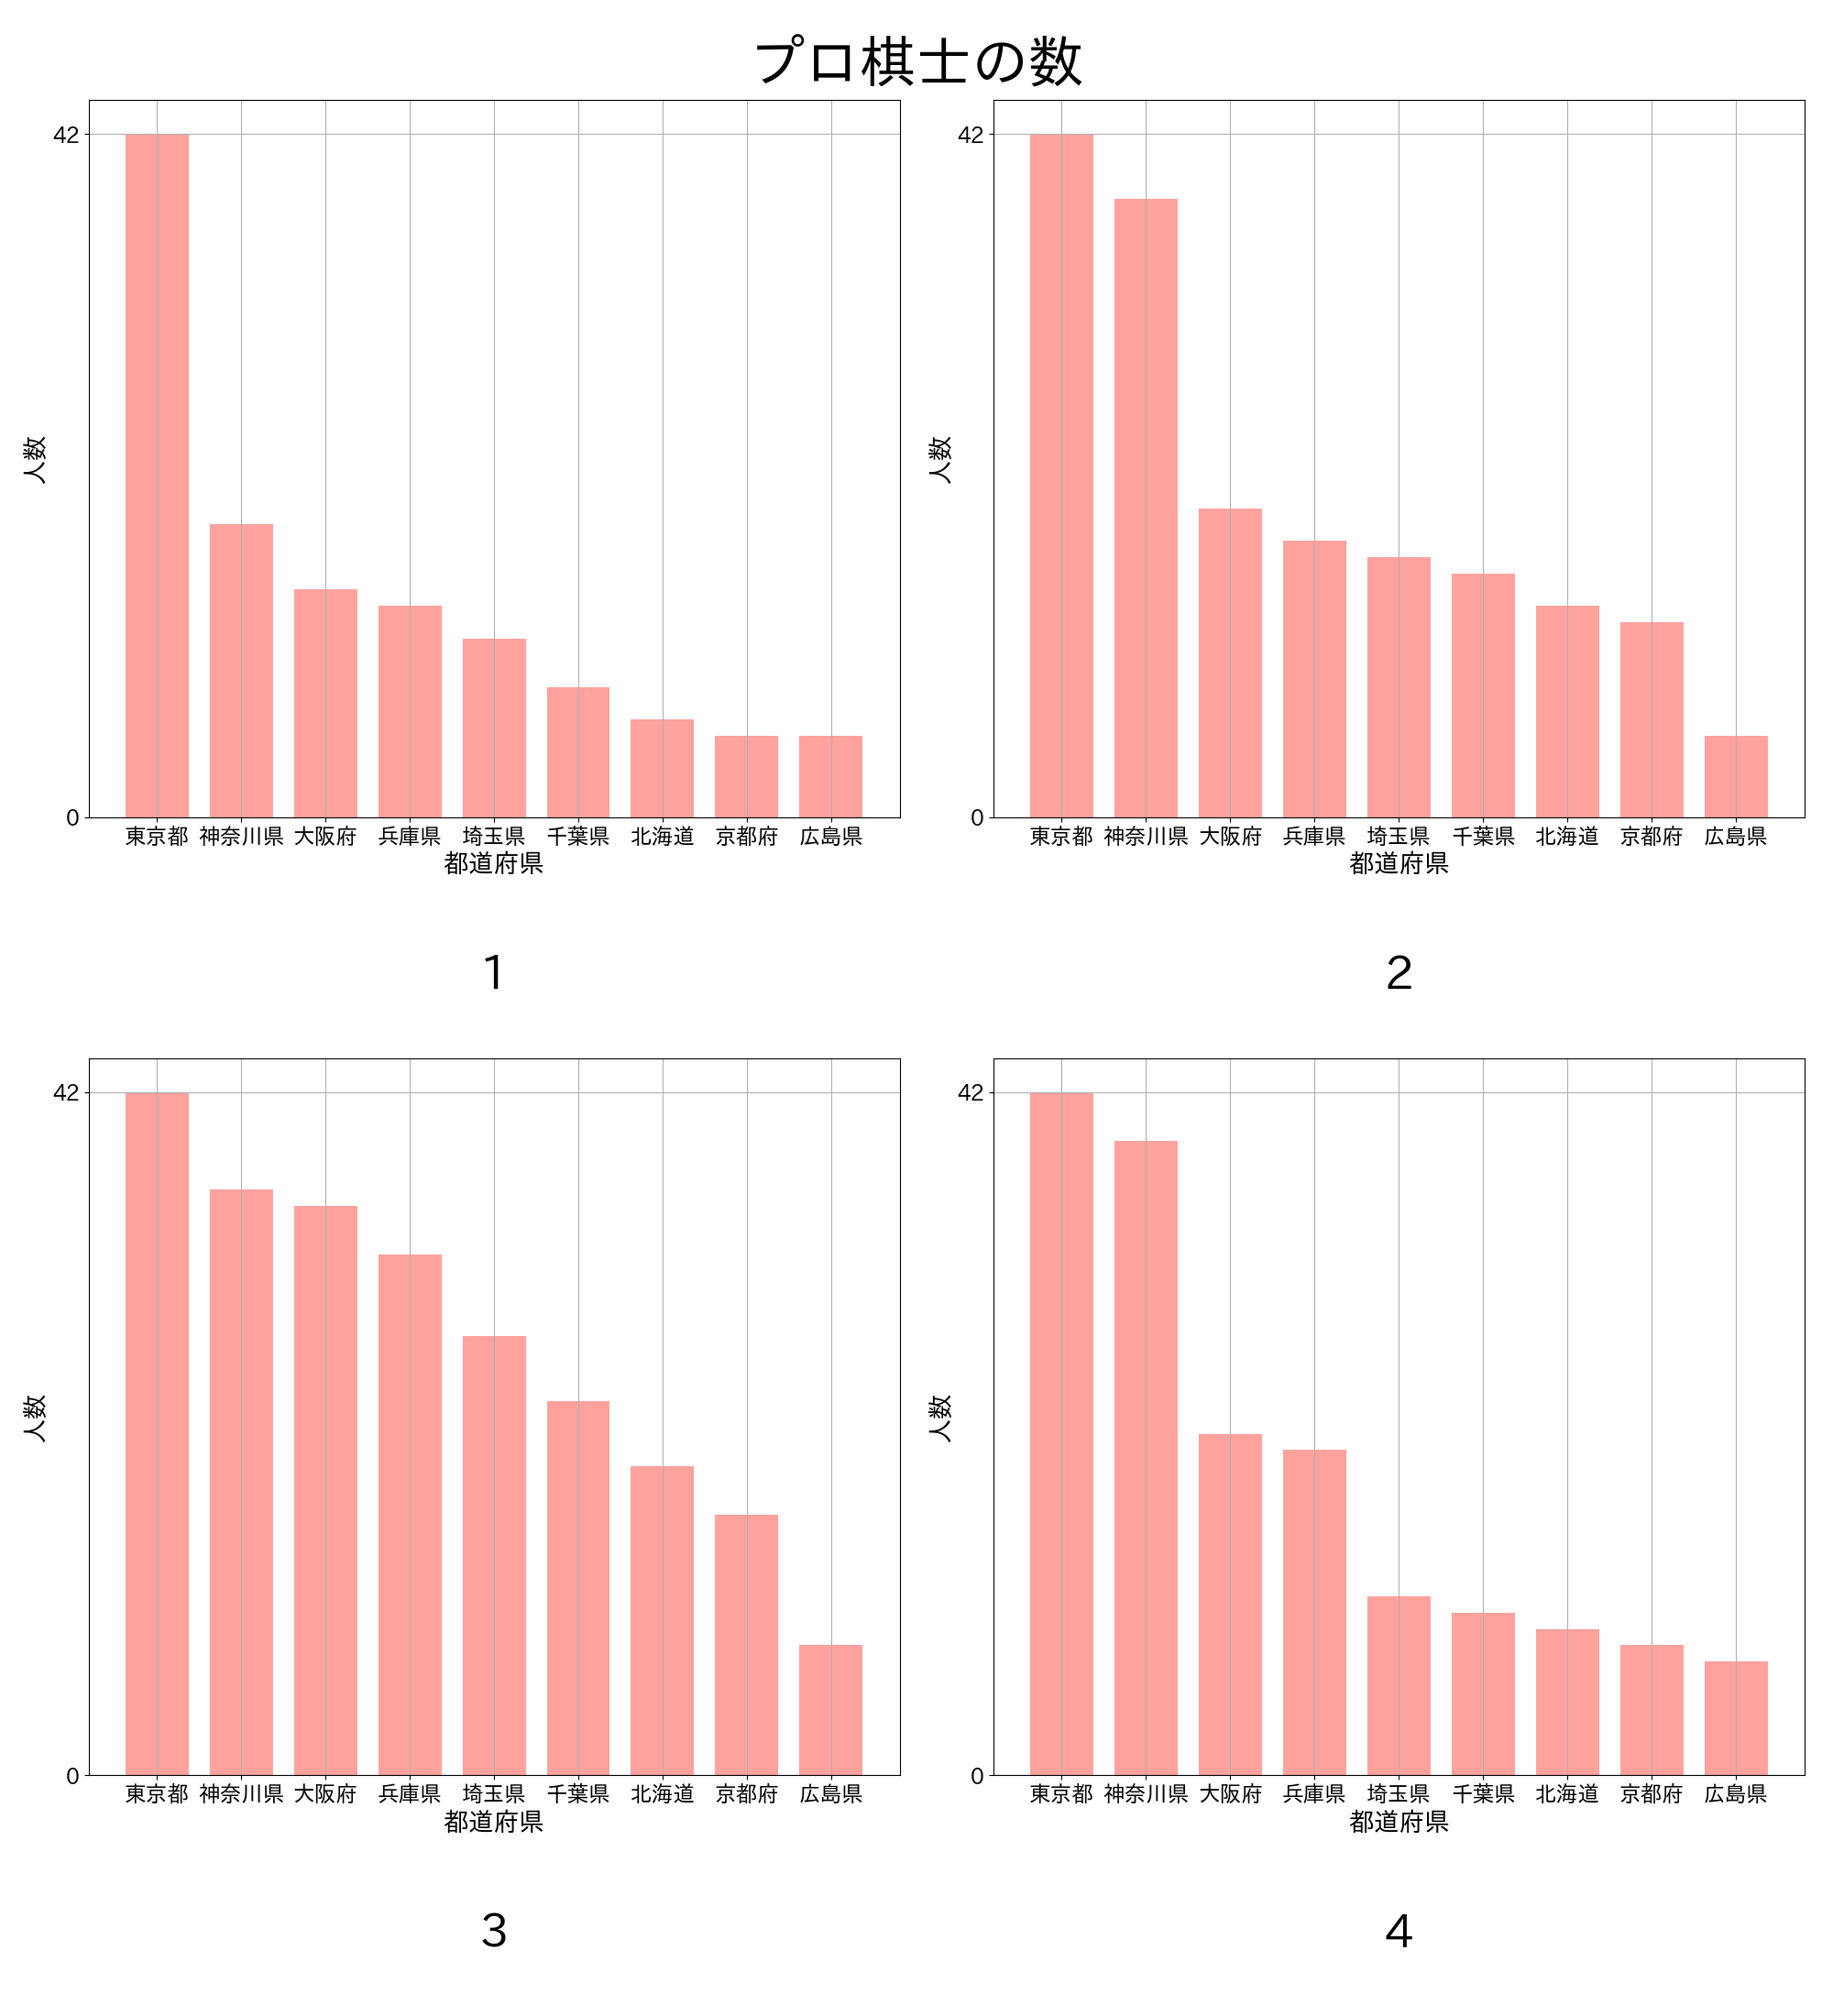 プロ棋士の数
42
0
人数
東京都 神奈川県 大阪府 兵庫県 埼玉県 千葉県 北海道 京都府 広島県
都道府県
1
42
0
人数
東京都 神奈川県 大阪府 兵庫県 埼玉県 千葉県 北海道 京都府 広島県
都道府県
2
42
0
人数
東京都 神奈川県 大阪府 兵庫県 埼玉県 千葉県 北海道 京都府 広島県
都道府県
3
42
0
人数
東京都 神奈川県 大阪府 兵庫県 埼玉県 千葉県 北海道 京都府 広島県
都道府県
4